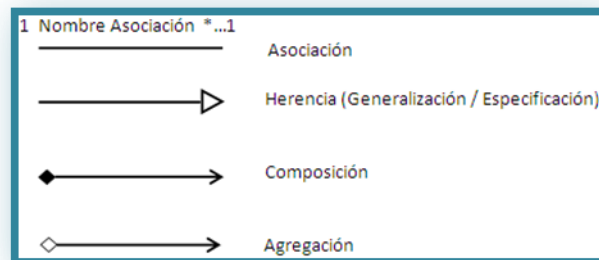 1 Nombre Asociación *...1
Asociación
Herencia (Generalización / Especificación)
Composición
Agregación